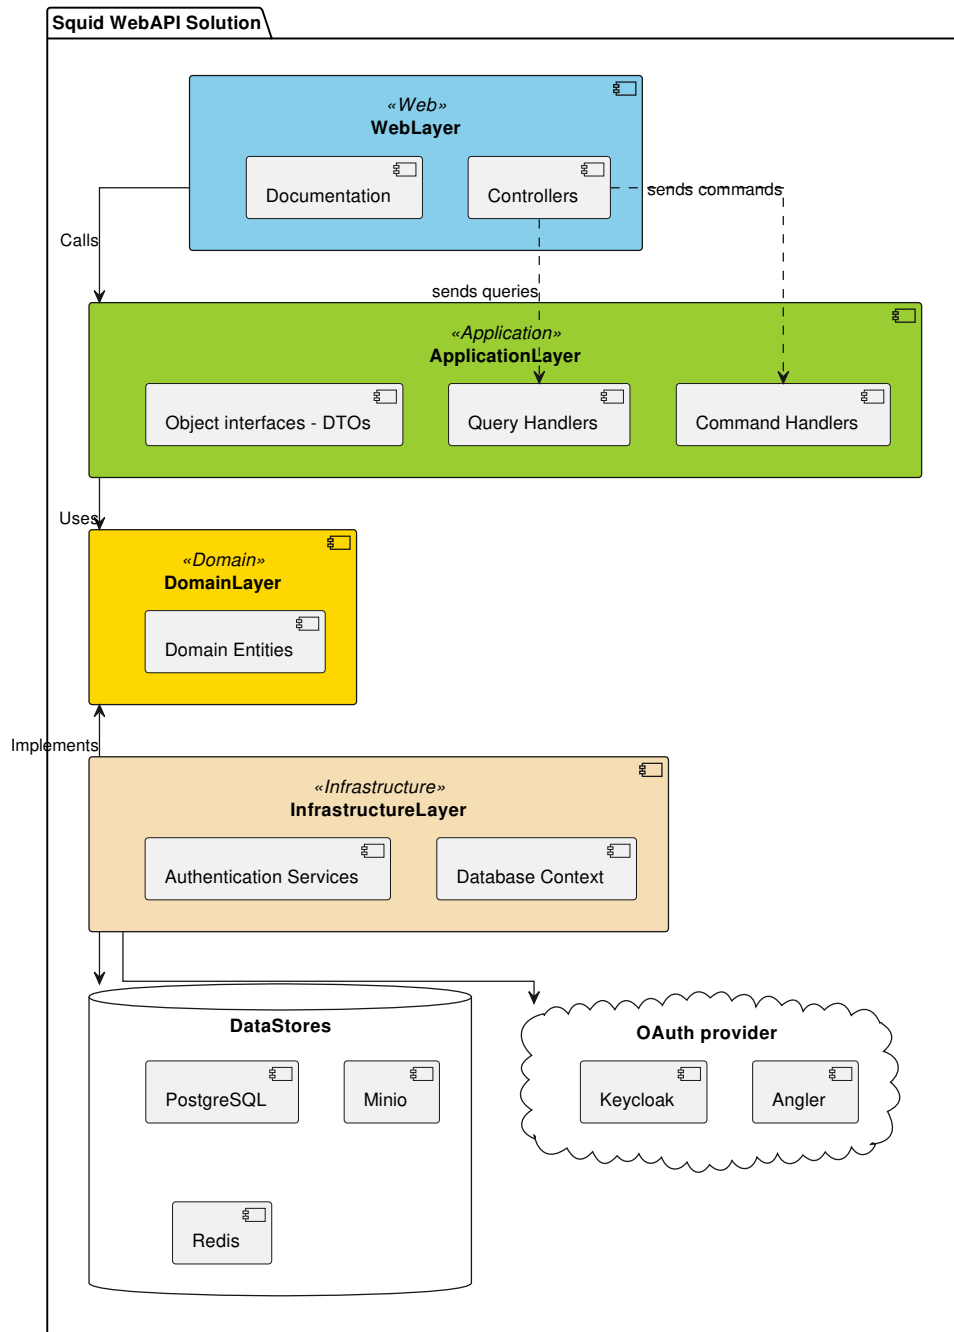 Squid WebAPI Solution
«Web»
WebLayer
Documentation
Controllers
sends commands
Calls
sends queries
«Application»
ApplicationLayer
Object interfaces - DTOs
Query Handlers
Command Handlers
Uses
«Domain»
DomainLayer
Domain Entities
Implements
«Infrastructure»
InfrastructureLayer
Authentication Services
Database Context
DataStores
OAuth provider
PostgreSQL
Minio
Keycloak
Angler
Redis